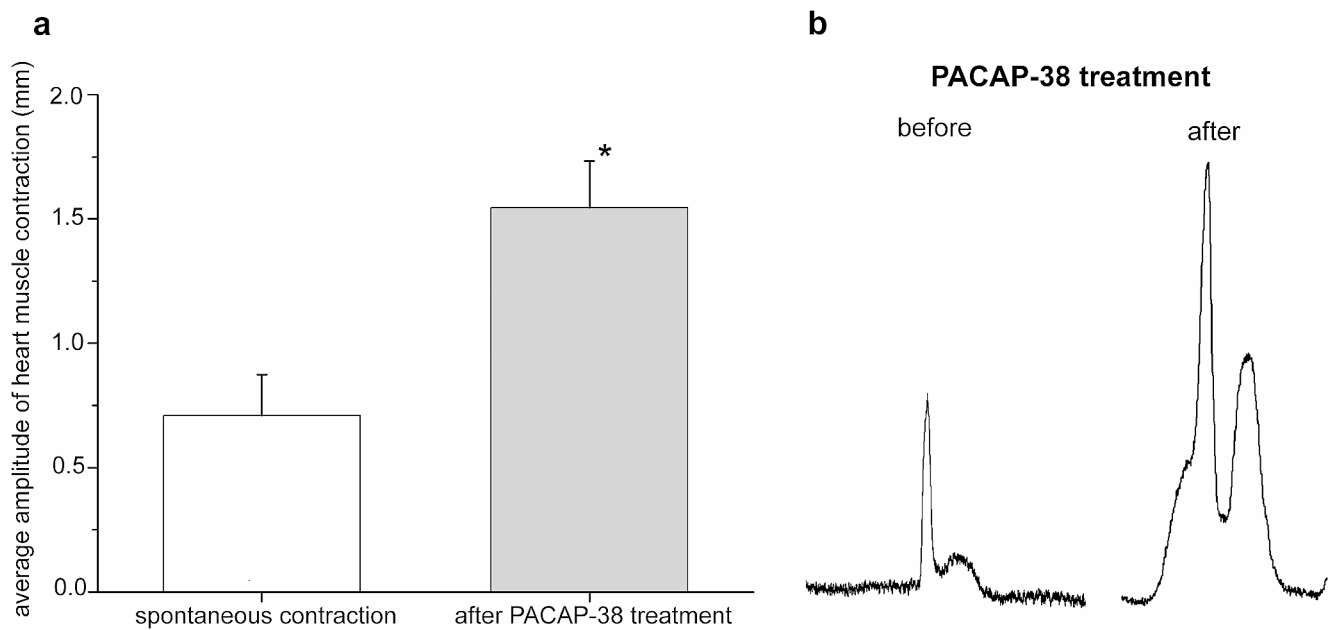 a
average amplitude of heart muscle contraction (mm)
2.0
1.5
1.0
0.5
0.0
*
spontaneous contraction
after PACAP-38 treatment
b
PACAP-38 treatment
before
after